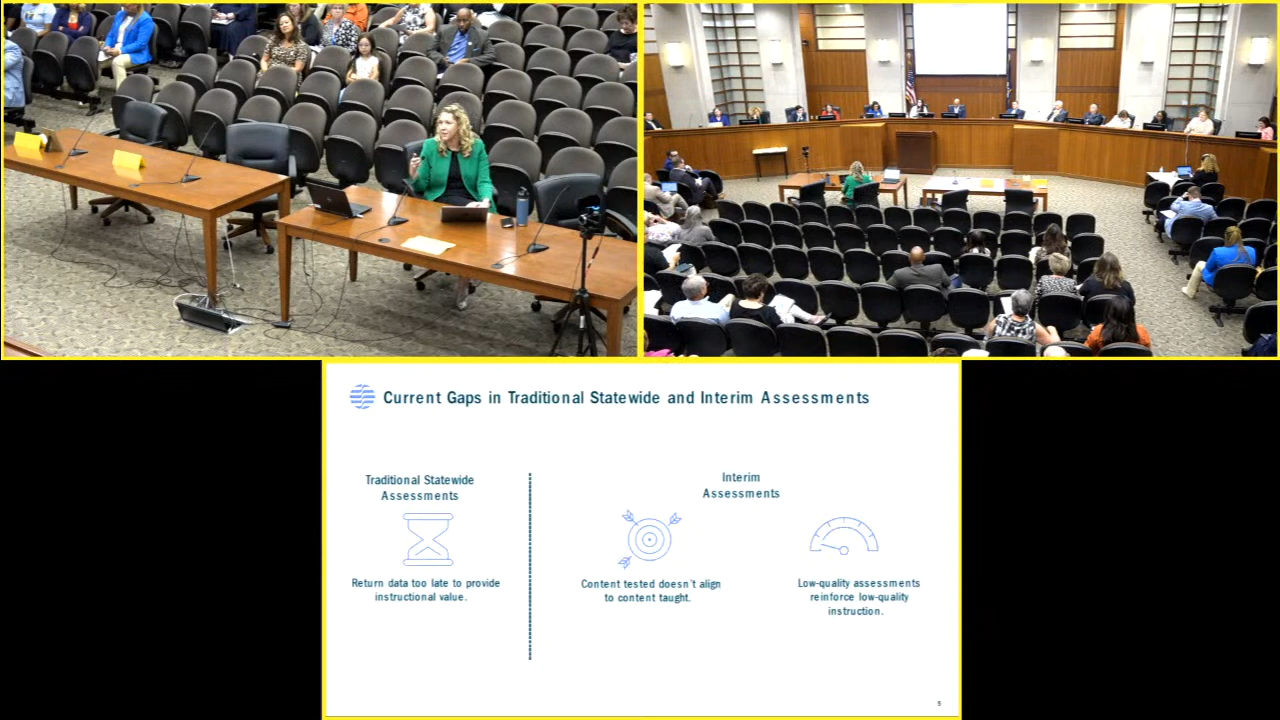 Current Gaps in Traditional Statewide and Interim Assessments
Traditional Statewide
Assessments
Return data too late to provide
instructional value.
Interim
Assessments
Content tested doesn't align
to content taught.
Low-quality assessments
reinforce low-quality
instruction.
5